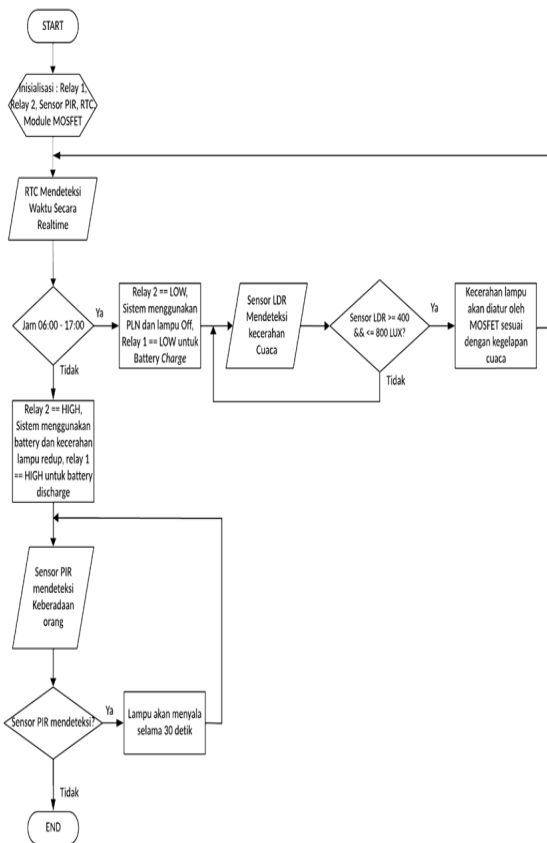 START
Inisialisasi : Relay 1,
Relay 2, Sensor PIR, RTC,
Module MOSFET
RTC Mendeteksi
Waktu Secara
Realtime
Jam 06:00 - 17:00
Ya
Tidak
Relay 2 == LOW,
Sistem menggunakan
PLN dan lampu Off,
Relay 1 == LOW untuk
Battery Charge
Sensor LDR
Mendeteksi
kecerahan
Cuaca
Sensor LDR >= 400
&& <= 800 LUX?
Ya
Tidak
Kecerahan lampu
akan diatur oleh
MOSFET sesuai
dengan kegelapan
cuaca
Relay 2 == HIGH,
Sistem menggunakan
battery dan kecerahan
lampu redup, relay 1
== HIGH untuk battery
discharge
Sensor PIR
mendeteksi
Keberadaan
orang
Sensor PIR mendeteksi?
Ya
Tidak
Lampu akan menyala
selama 30 detik
END